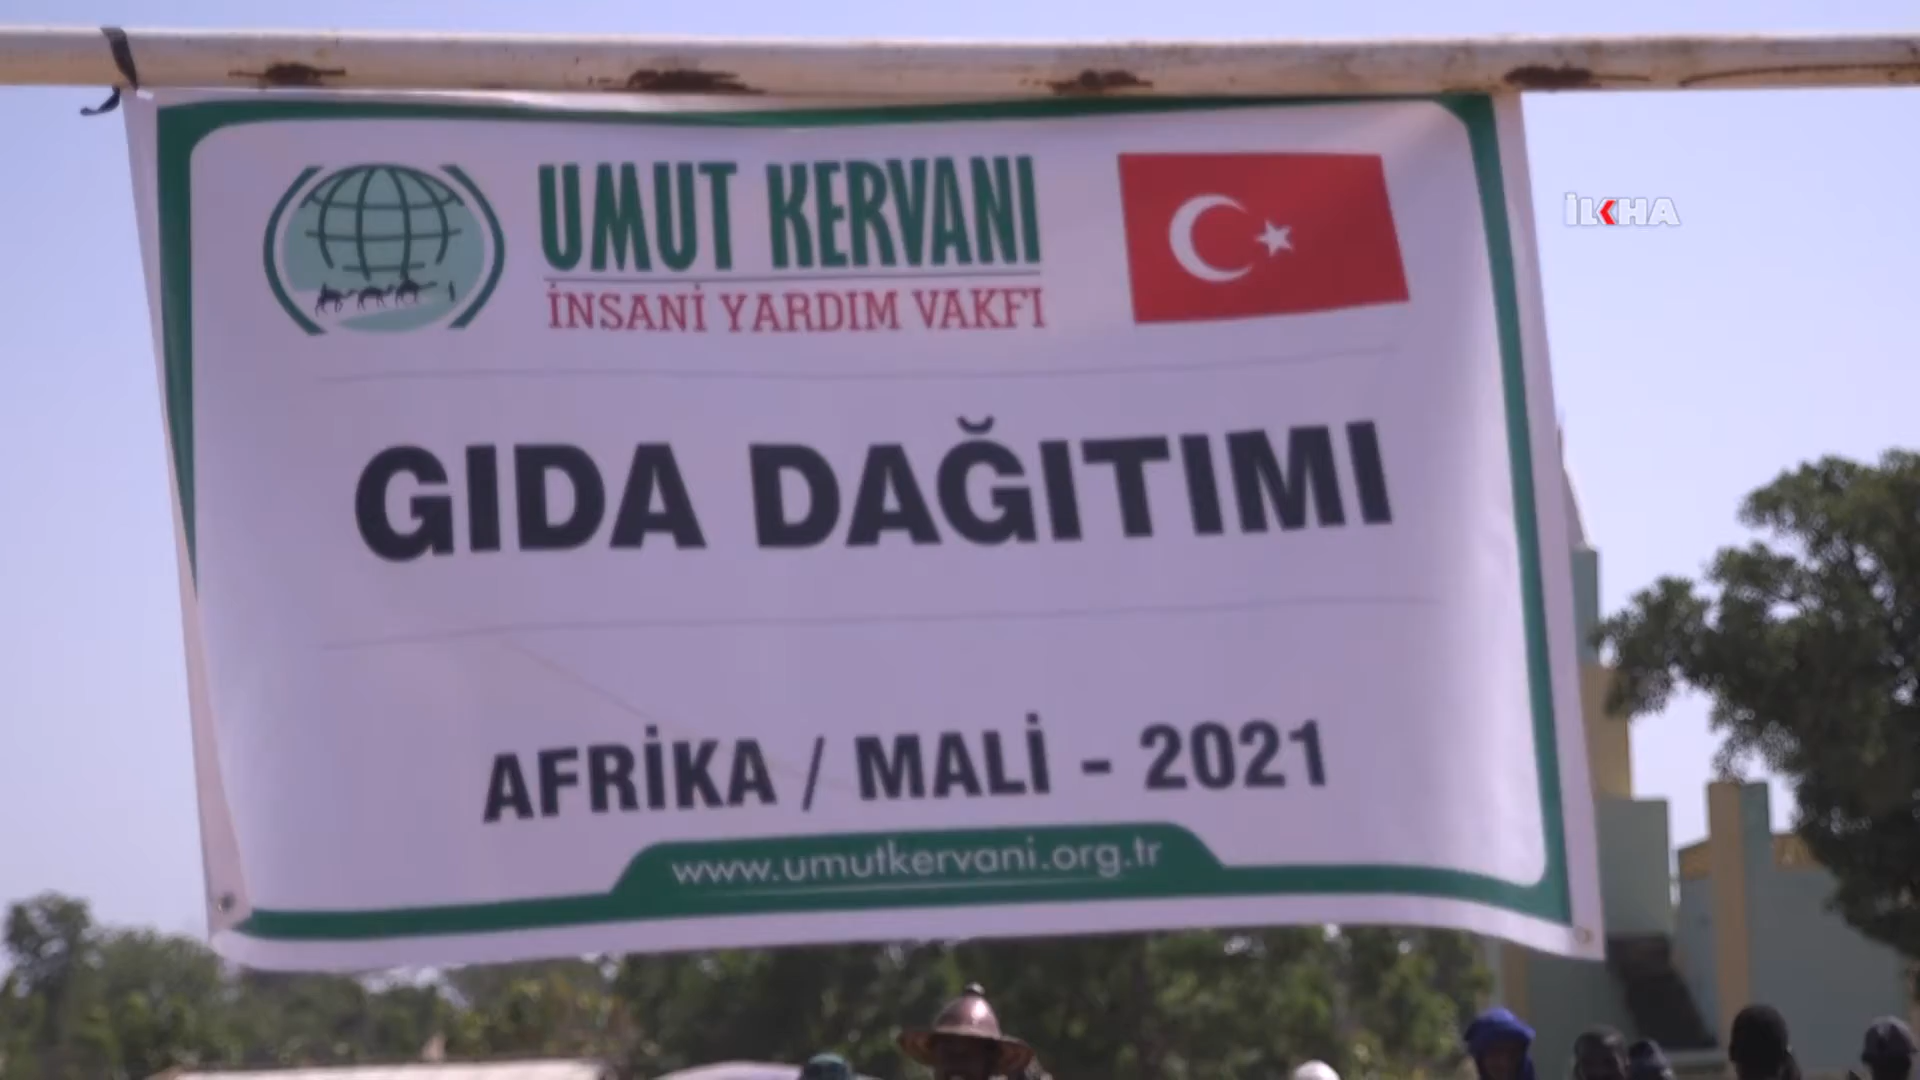 UMUT KERVANI
İNSANİ YARDIM VAKFI
İLKHA
GIDA DAĞITIMI
AFRİKA / MALİ - 2021
www.umutkervani.org.tr